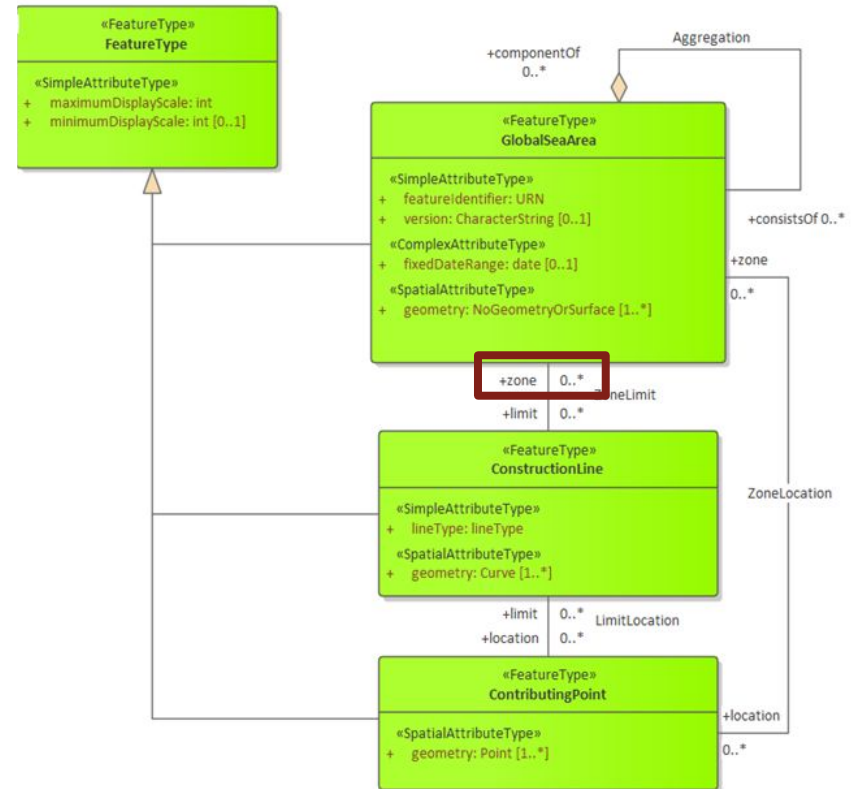 «FeatureType»
FeatureType
«SimpleAttributeType»
+ maximumDisplayScale: int
+ minimumDisplayScale: int [0..1]
+componentOf
0..*
Aggregation
«FeatureType»
GlobalSeaArea
«SimpleAttributeType»
+ featureIdentifier: URN
+ version: CharacterString [0..1]
«ComplexAttributeType»
+ fixedDateRange: date [0..1]
«SpatialAttributeType»
+ geometry: NoGeometryOrSurface [1..*]
+consistsOf 0..*
+zone
0..*
+zone 0..*
ZoneLimit
+limit 0..*
«FeatureType»
ConstructionLine
«SimpleAttributeType»
+ lineType: lineType
«SpatialAttributeType»
+ geometry: Curve [1..*]
ZoneLocation
+limit 0..*
LimitLocation
+location 0..*
«FeatureType»
ContributingPoint
«SpatialAttributeType»
+ geometry: Point [1..*]
+location
0..*